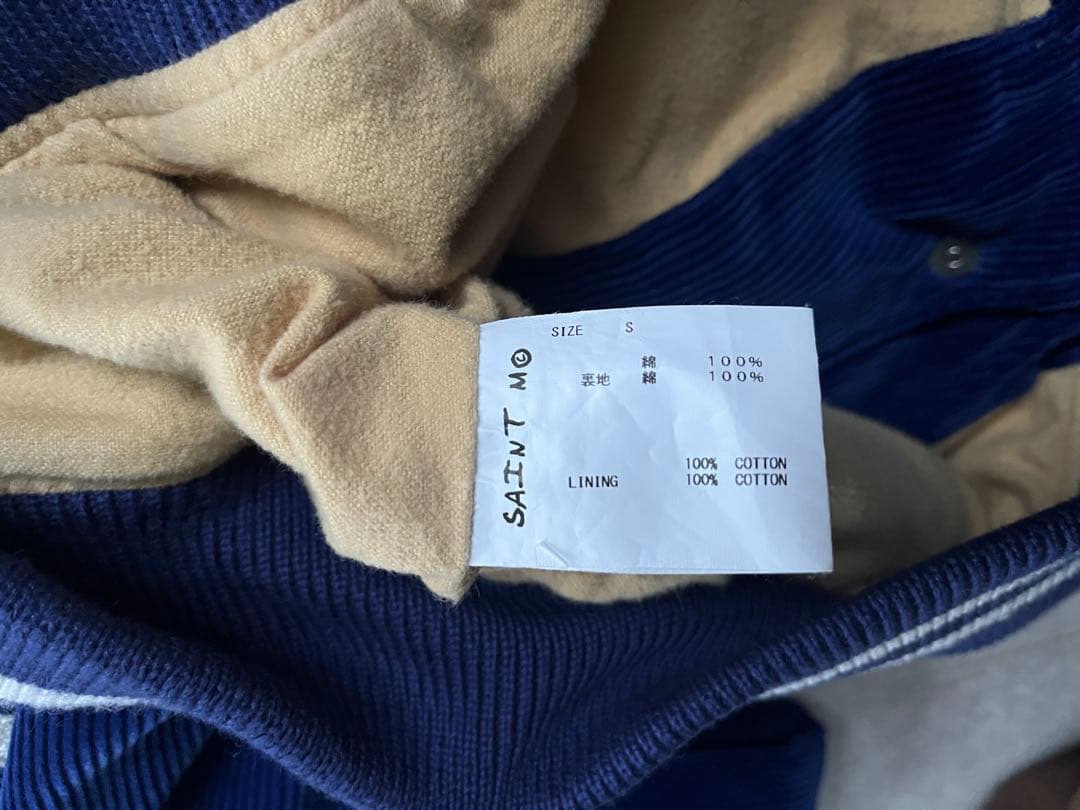 SAINT M©
SIZE S
綿 100%
裏地 綿 100%
100% COTTON
LINING 100% COTTON